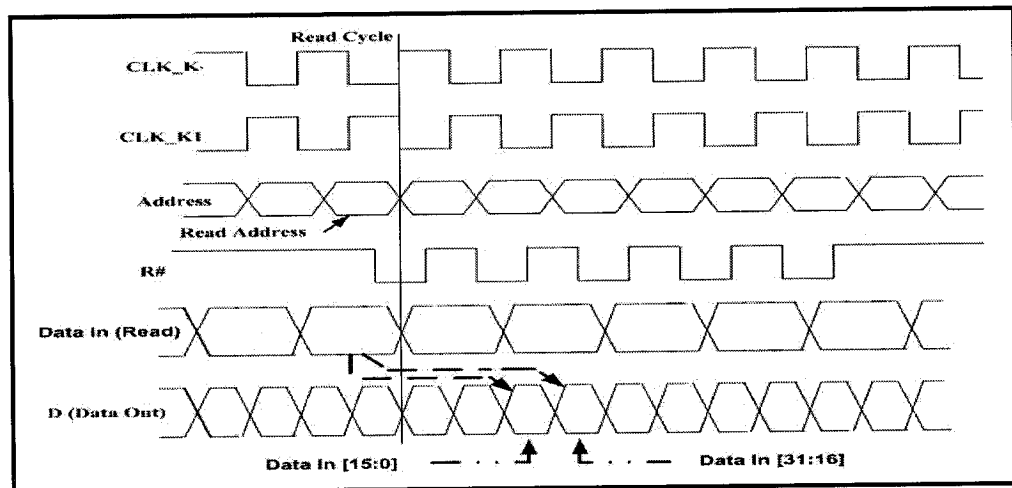 Read Cycle
CLK_K
CLK_K1
Address
Read Address
R#
Data In (Read)
D (Data Out)
Data In [15:0]
Data In [31:16]